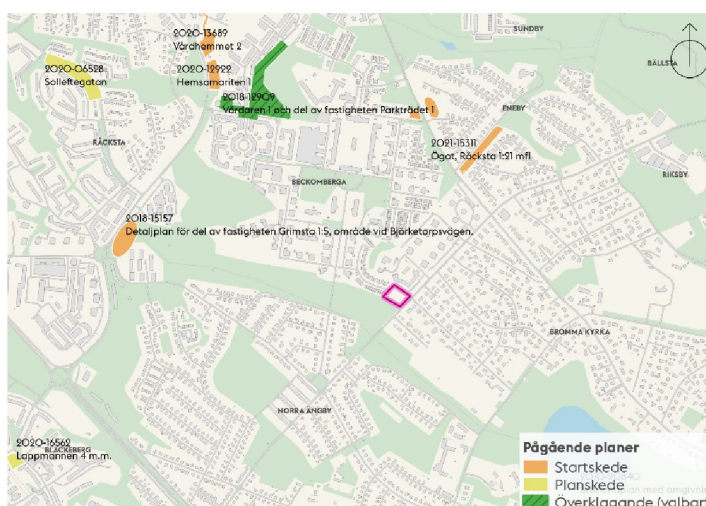 SUNDBY
2020-13689
Vårdhemmet 2
BÄLLSTA
2020-06528
Solleftegatan
2020-12922
Hemsamariten 1
2018-12909
Vårdaren 1 och del av fastigheten Parkträdet 1
ENEBY
RÅCKSTA
2021-15311
Ögat, Råcksta 1:21 mfl
RIKSBY
BECKOMBERGA
2018-15157
Detaljplan för del av fastigheten Grimsta 1:5, område vid Björketorpsvägen.
BROMMA KYRKA
NORRA ÄNGBY
2020-16562
BLACKEBERG
Lappmannen 4 m.m.
Pågående planer
Startskede
Planskede
Överklagande (valbar